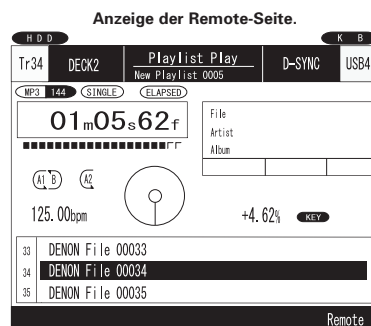 Anzeige der Remote-Seite.
HDD
K B
Tr34
DECK2
Playlist Play
New Playlist 0005
D-SYNC
USB4
MP3 144 SINGLE ELAPSED
01m05s62f
File
Artist
Album
A1 B A2
125.00bpm
+4.62% KEY
33 DENON File 00033
34 DENON File 00034
35 DENON File 00035
Remote